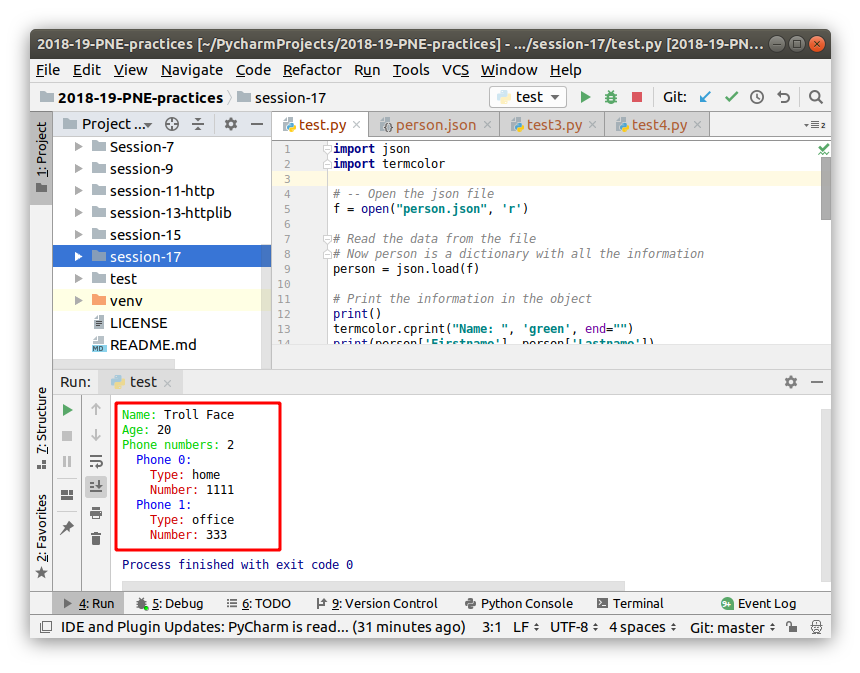 2018-19-PNE-practices [~/PycharmProjects/2018-19-PNE-practices] - .../session-17/test.py [2018-19-PN...
File Edit View Navigate Code Refactor Run Tools VCS Window Help
2018-19-PNE-practices session-17 test Git:
1: Project
Project ...
test.py person.json test3.py test4.py
Session-7
session-9
session-11-http
session-13-httplib
session-15
session-17
test
venv
LICENSE
README.md
1 import json
2 import termcolor
3
4 # -- Open the json file
5 f = open("person.json", 'r')
6
7 # Read the data from the file
8 # Now person is a dictionary with all the information
9 person = json.load(f)
10
11 # Print the information in the object
12 print()
13 termcolor.cprint("Name: ", 'green', end="")
14 print(person['Firstname'], person['Lastname'])
Run: test
7: Structure
2: Favorites
Name: Troll Face
Age: 20
Phone numbers: 2
Phone 0:
Type: home
Number: 1111
Phone 1:
Type: office
Number: 333
Process finished with exit code 0
4: Run 5: Debug 6: TODO 9: Version Control Python Console Terminal 9+ Event Log
IDE and Plugin Updates: PyCharm is read... (31 minutes ago) 3:1 LF UTF-8 4 spaces Git: master